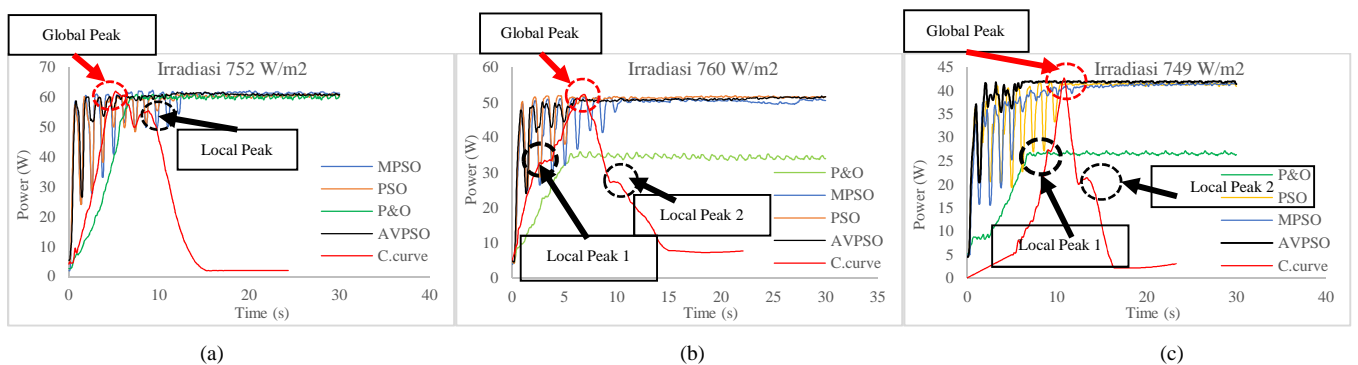 Global Peak
Irradiasi 752 W/m2
Power (W)
70
60
50
40
30
20
10
0
Local Peak
MPSO
PSO
P&O
AVPSO
C.curve
0
10
20
30
40
Time (s)
(a)
Global Peak
Irradiasi 760 W/m2
Power (W)
60
50
40
30
20
10
0
P&O
MPSO
PSO
AVPSO
C.curve
Local Peak 2
Local Peak 1
0
5
10
15
20
25
30
35
Time (s)
(b)
Global Peak
Irradiasi 749 W/m2
Power (W)
45
40
35
30
25
20
15
10
5
0
P&O
PSO
MPSO
AVPSO
C.curve
Local Peak 2
Local Peak 1
0
10
20
30
40
Time (s)
(c)